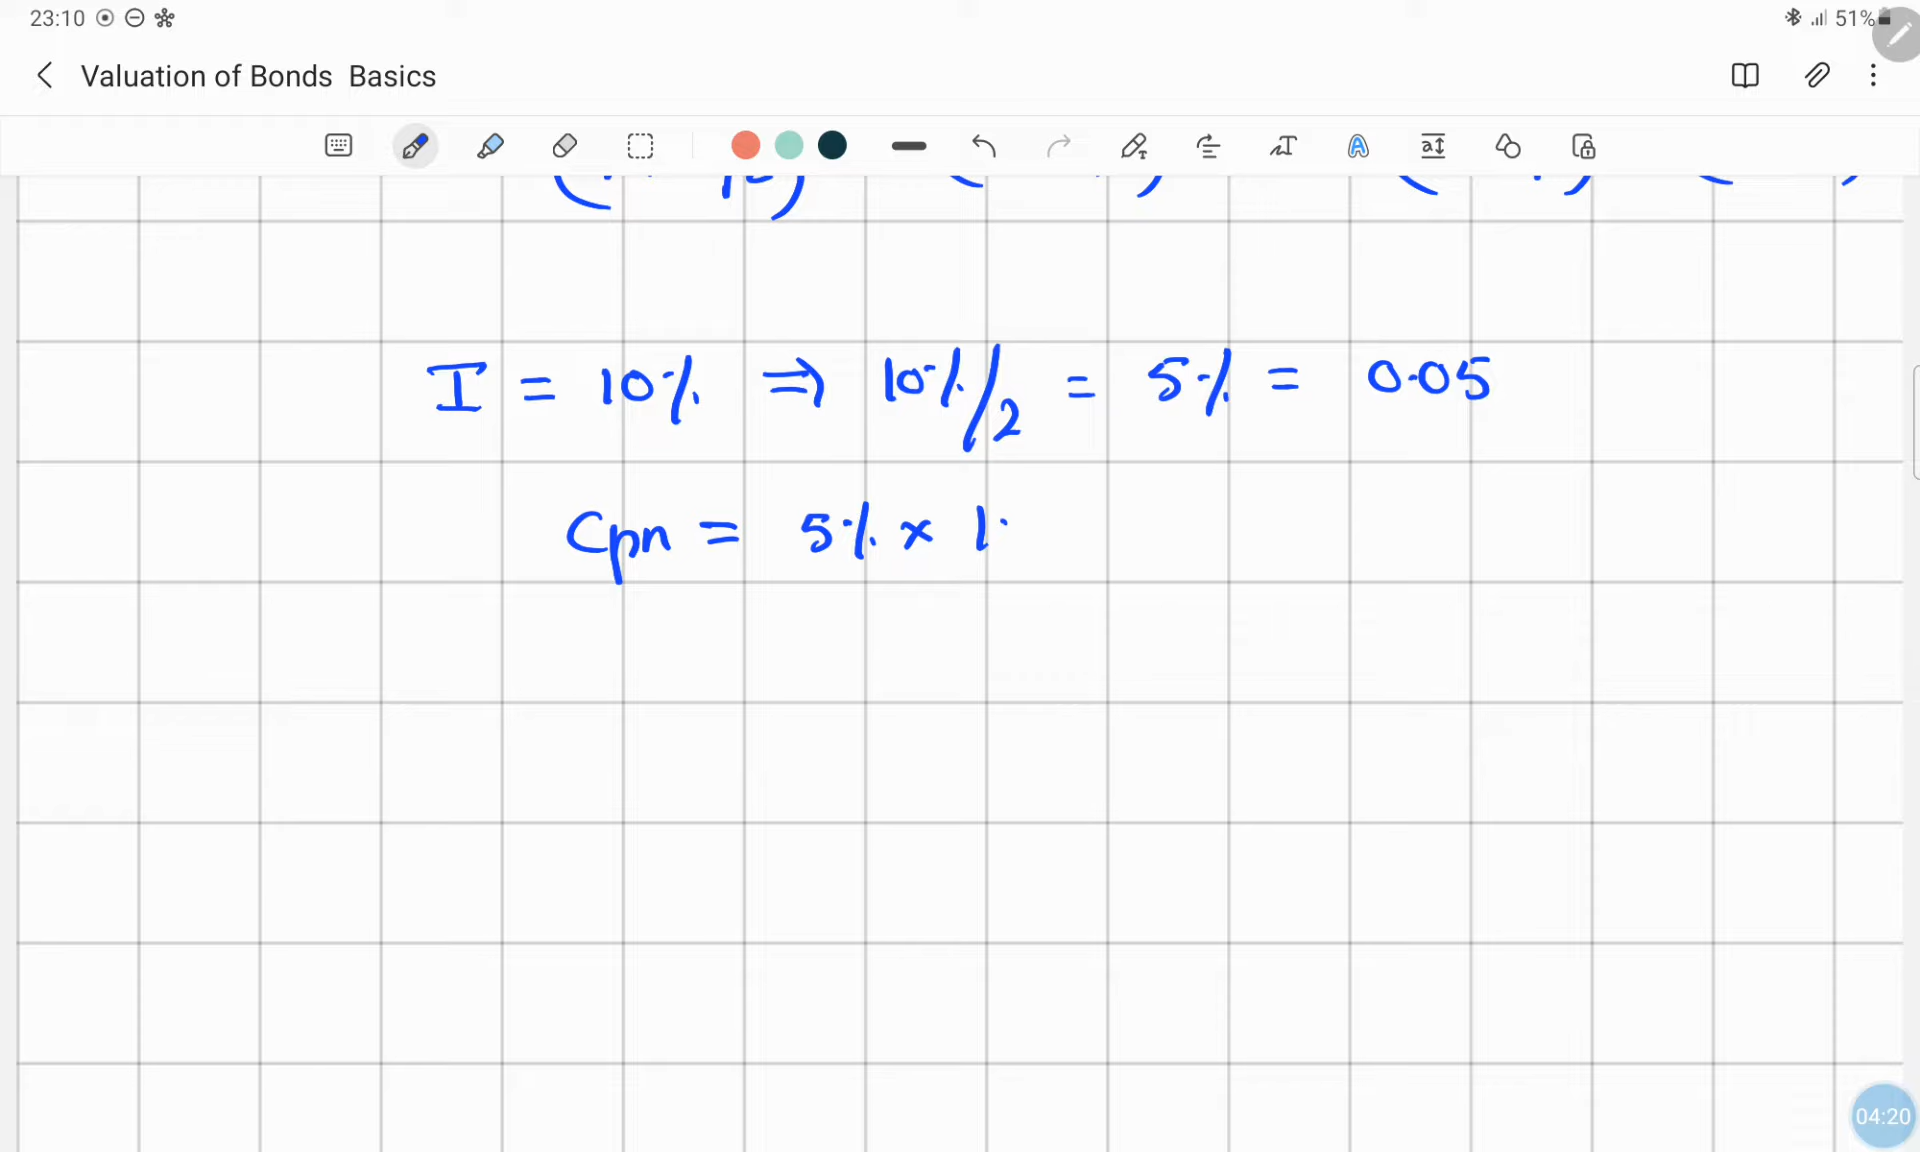 23:10 51%
Valuation of Bonds Basics
I = 10% ⇒ 10%/2 = 5% = 0.05
Cpn = 5% × 1
04:20